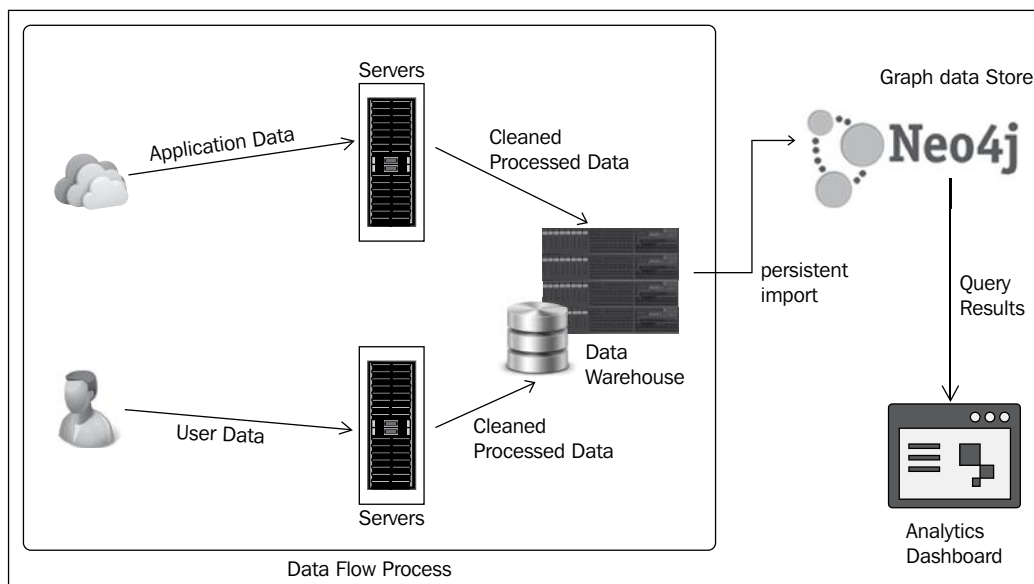 Servers
Graph data Store
Neo4j
Application Data
Cleaned
Processed Data
persistent
import
Query
Results
Data
Warehouse
User Data
Cleaned
Processed Data
Servers
Analytics
Dashboard
Data Flow Process